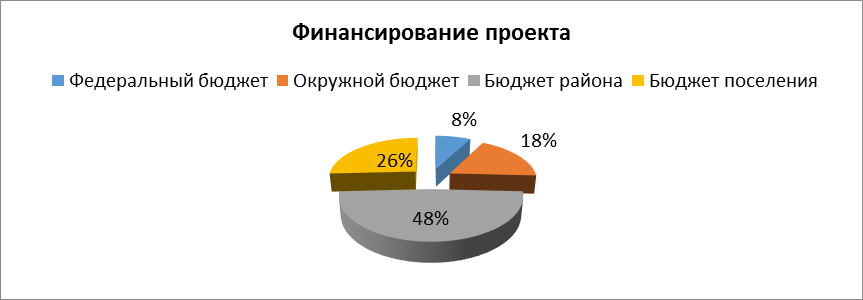 Финансирование проекта
Федеральный бюджет Окружной бюджет Бюджет района Бюджет поселения
8%
18%
26%
48%